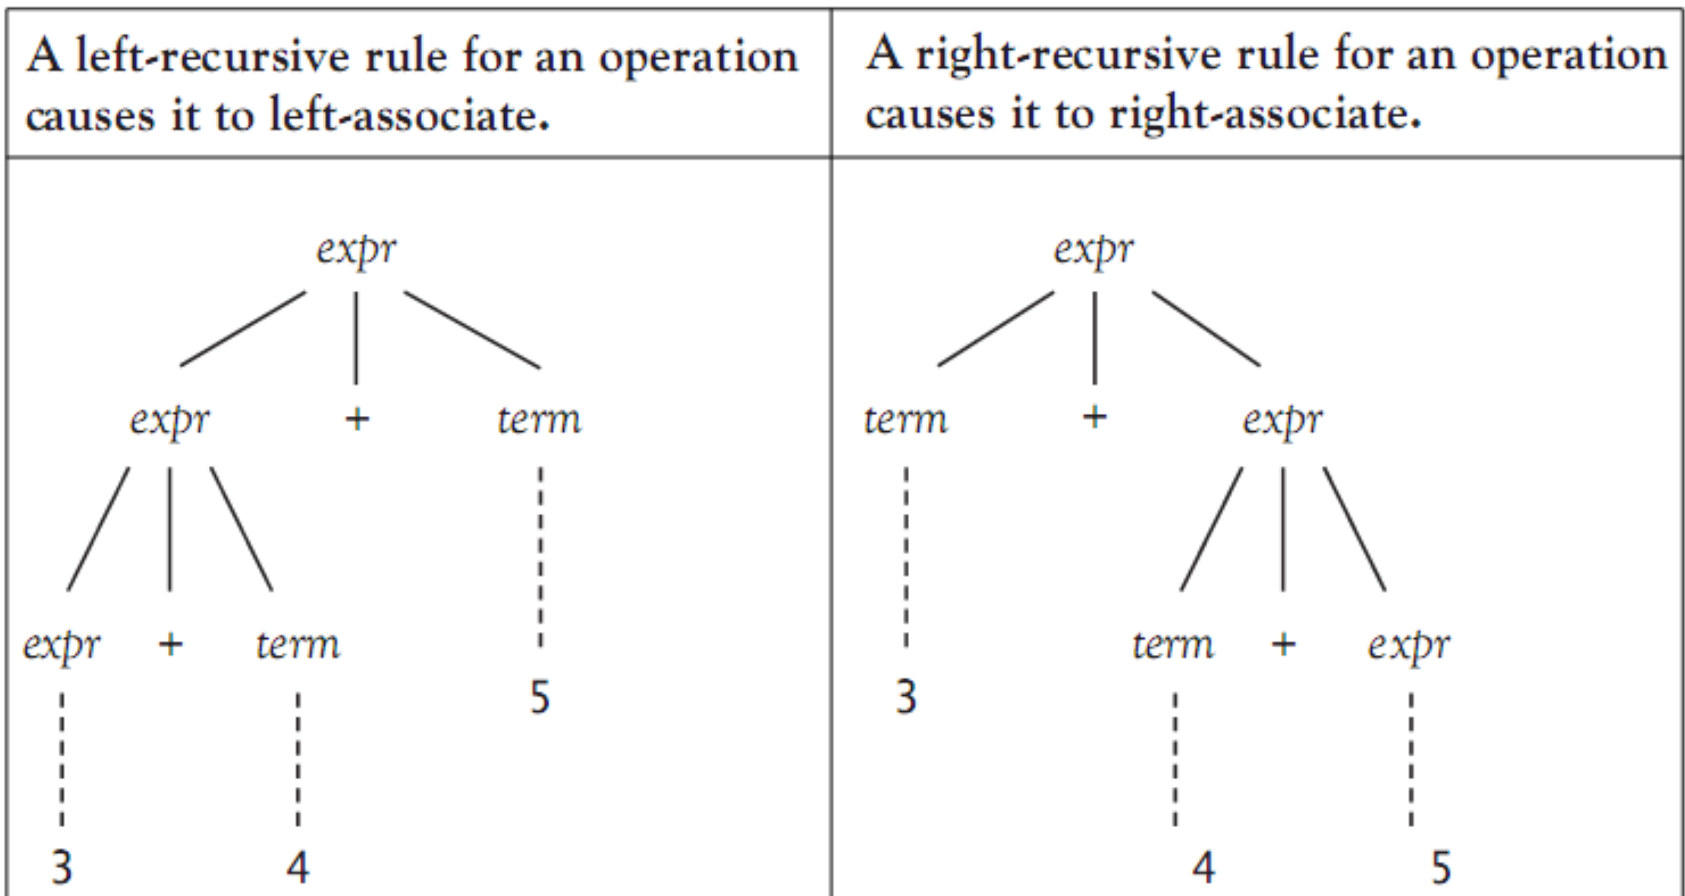 A left-recursive rule for an operation
causes it to left-associate.
A right-recursive rule for an operation
causes it to right-associate.
expr
expr + term
expr + term
5
3 4
expr
term + expr
3
term + expr
4 5